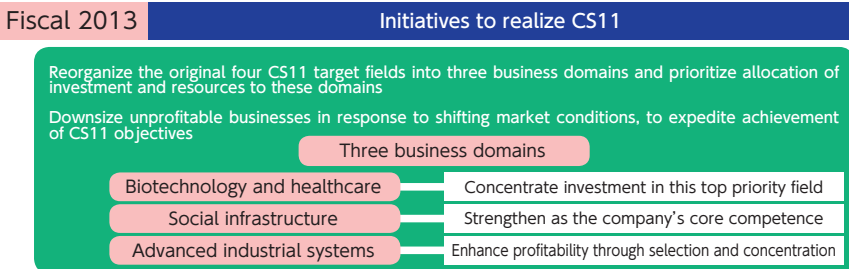 Fiscal 2013
Initiatives to realize CS11
Reorganize the original four CS11 target fields into three business domains and prioritize allocation of
investment and resources to these domains
Downsize unprofitable businesses in response to shifting market conditions, to expedite achievement
of CS11 objectives
Three business domains
Biotechnology and healthcare
Concentrate investment in this top priority field
Social infrastructure
Strengthen as the company's core competence
Advanced industrial systems
Enhance profitability through selection and concentration